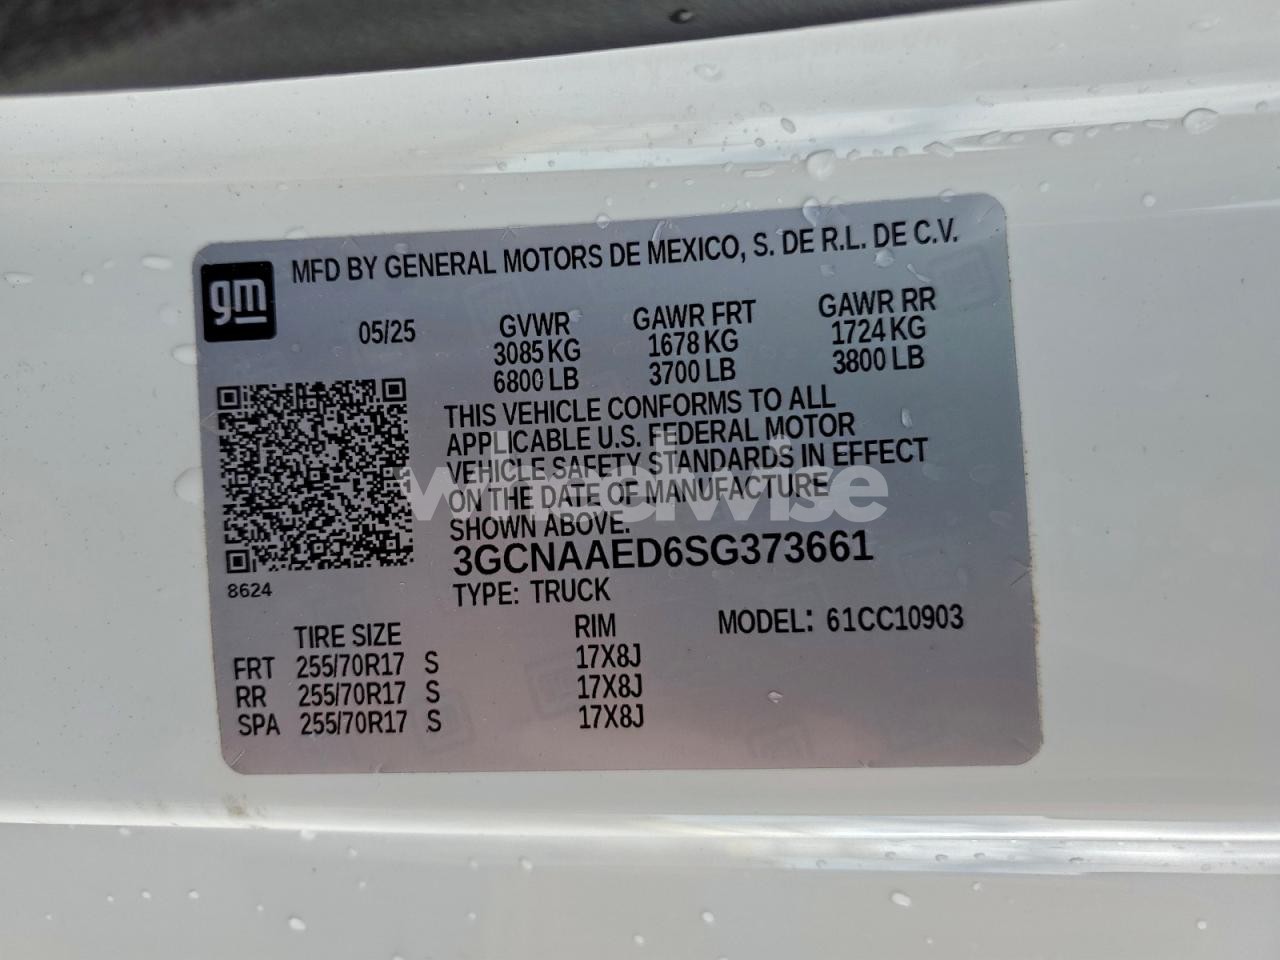 MFD BY GENERAL MOTORS DE MEXICO, S. DE R.L. DE C.V.
gm
05/25 GVWR GAWR FRT GAWR RR
3085 KG 1678 KG 1724 KG
6800 LB 3700 LB 3800 LB
THIS VEHICLE CONFORMS TO ALL
APPLICABLE U.S. FEDERAL MOTOR
VEHICLE SAFETY STANDARDS IN EFFECT
ON THE DATE OF MANUFACTURE
SHOWN ABOVE.
wheelwise
3GCNAAED6SG373661
8624
TYPE: TRUCK
TIRE SIZE RIM MODEL: 61CC10903
FRT 255/70R17 S 17X8J
RR 255/70R17 S 17X8J
SPA 255/70R17 S 17X8J